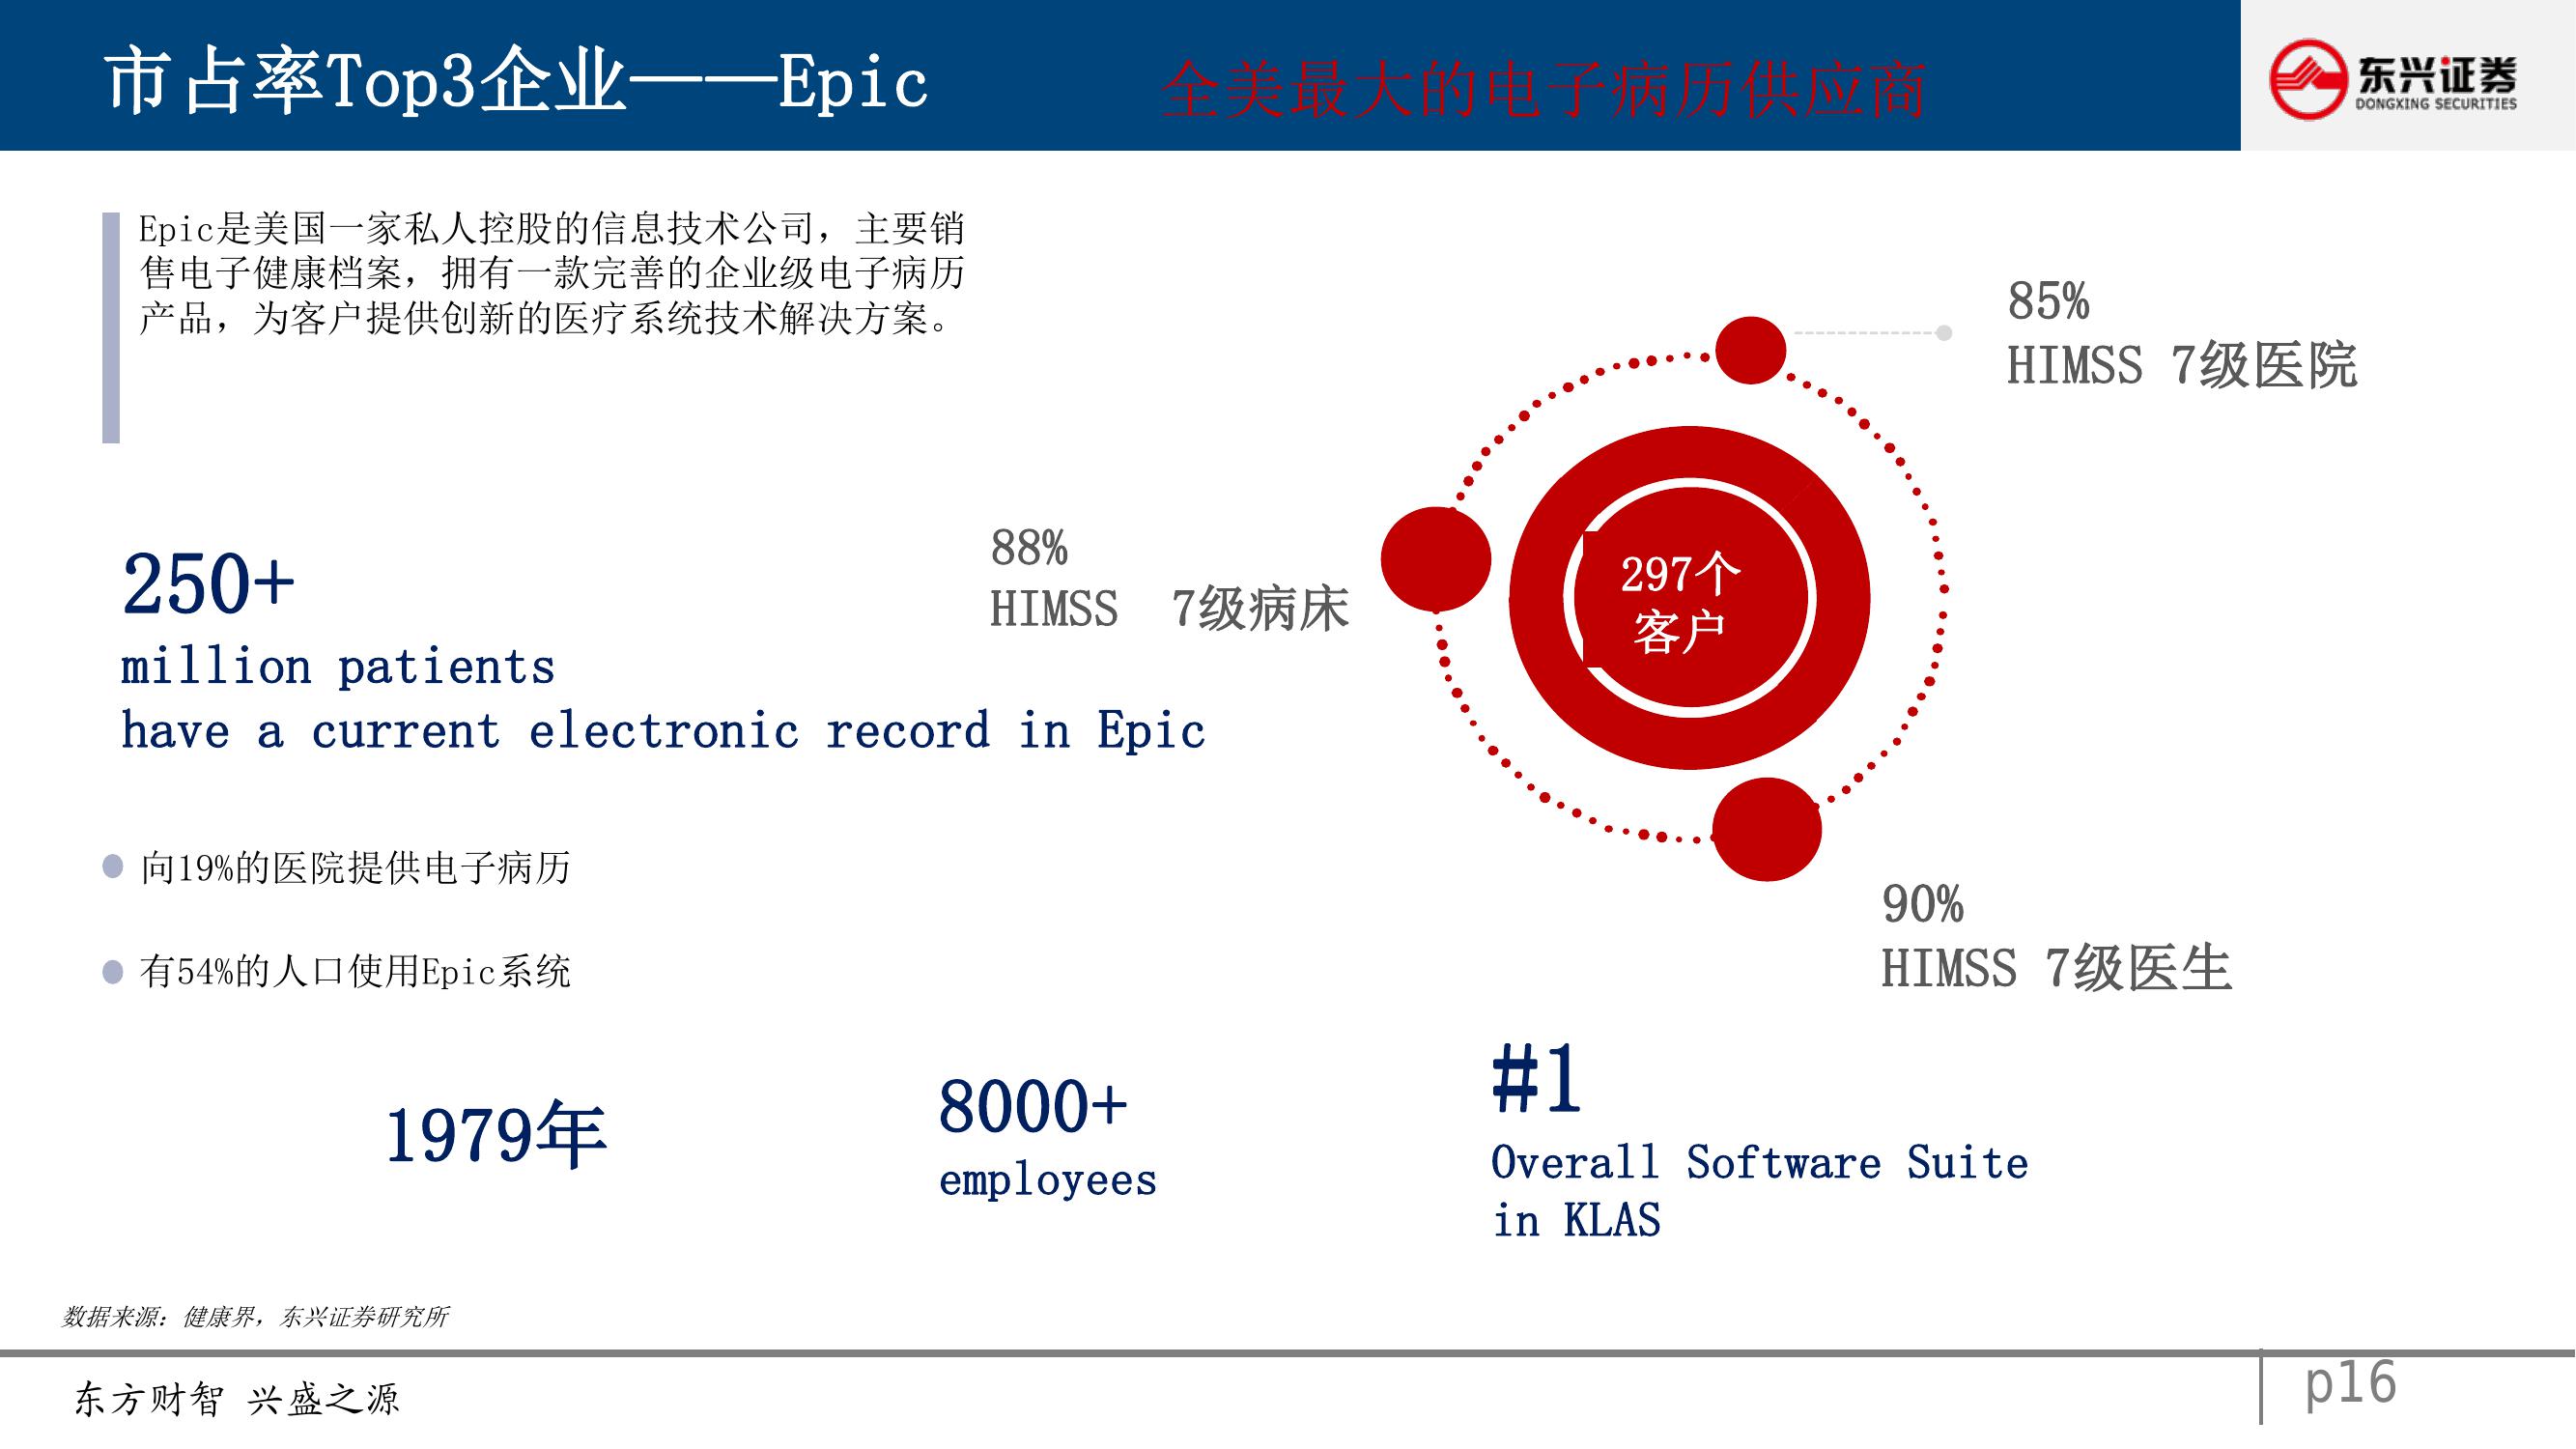 市占率Top3企业——Epic
全美最大的电子病历供应商
东兴证券
DONGXING SECURITIES
Epic是美国一家私人控股的信息技术公司，主要销
售电子健康档案，拥有一款完善的企业级电子病历
产品，为客户提供创新的医疗系统技术解决方案。
85%
HIMSS 7级医院
88%
HIMSS 7级病床
297个
客户
250+
million patients
have a current electronic record in Epic
向19%的医院提供电子病历
90%
HIMSS 7级医生
有54%的人口使用Epic系统
1979年
8000+
employees
#1
Overall Software Suite
in KLAS
数据来源：健康界，东兴证券研究所
东方财智 兴盛之源
p16